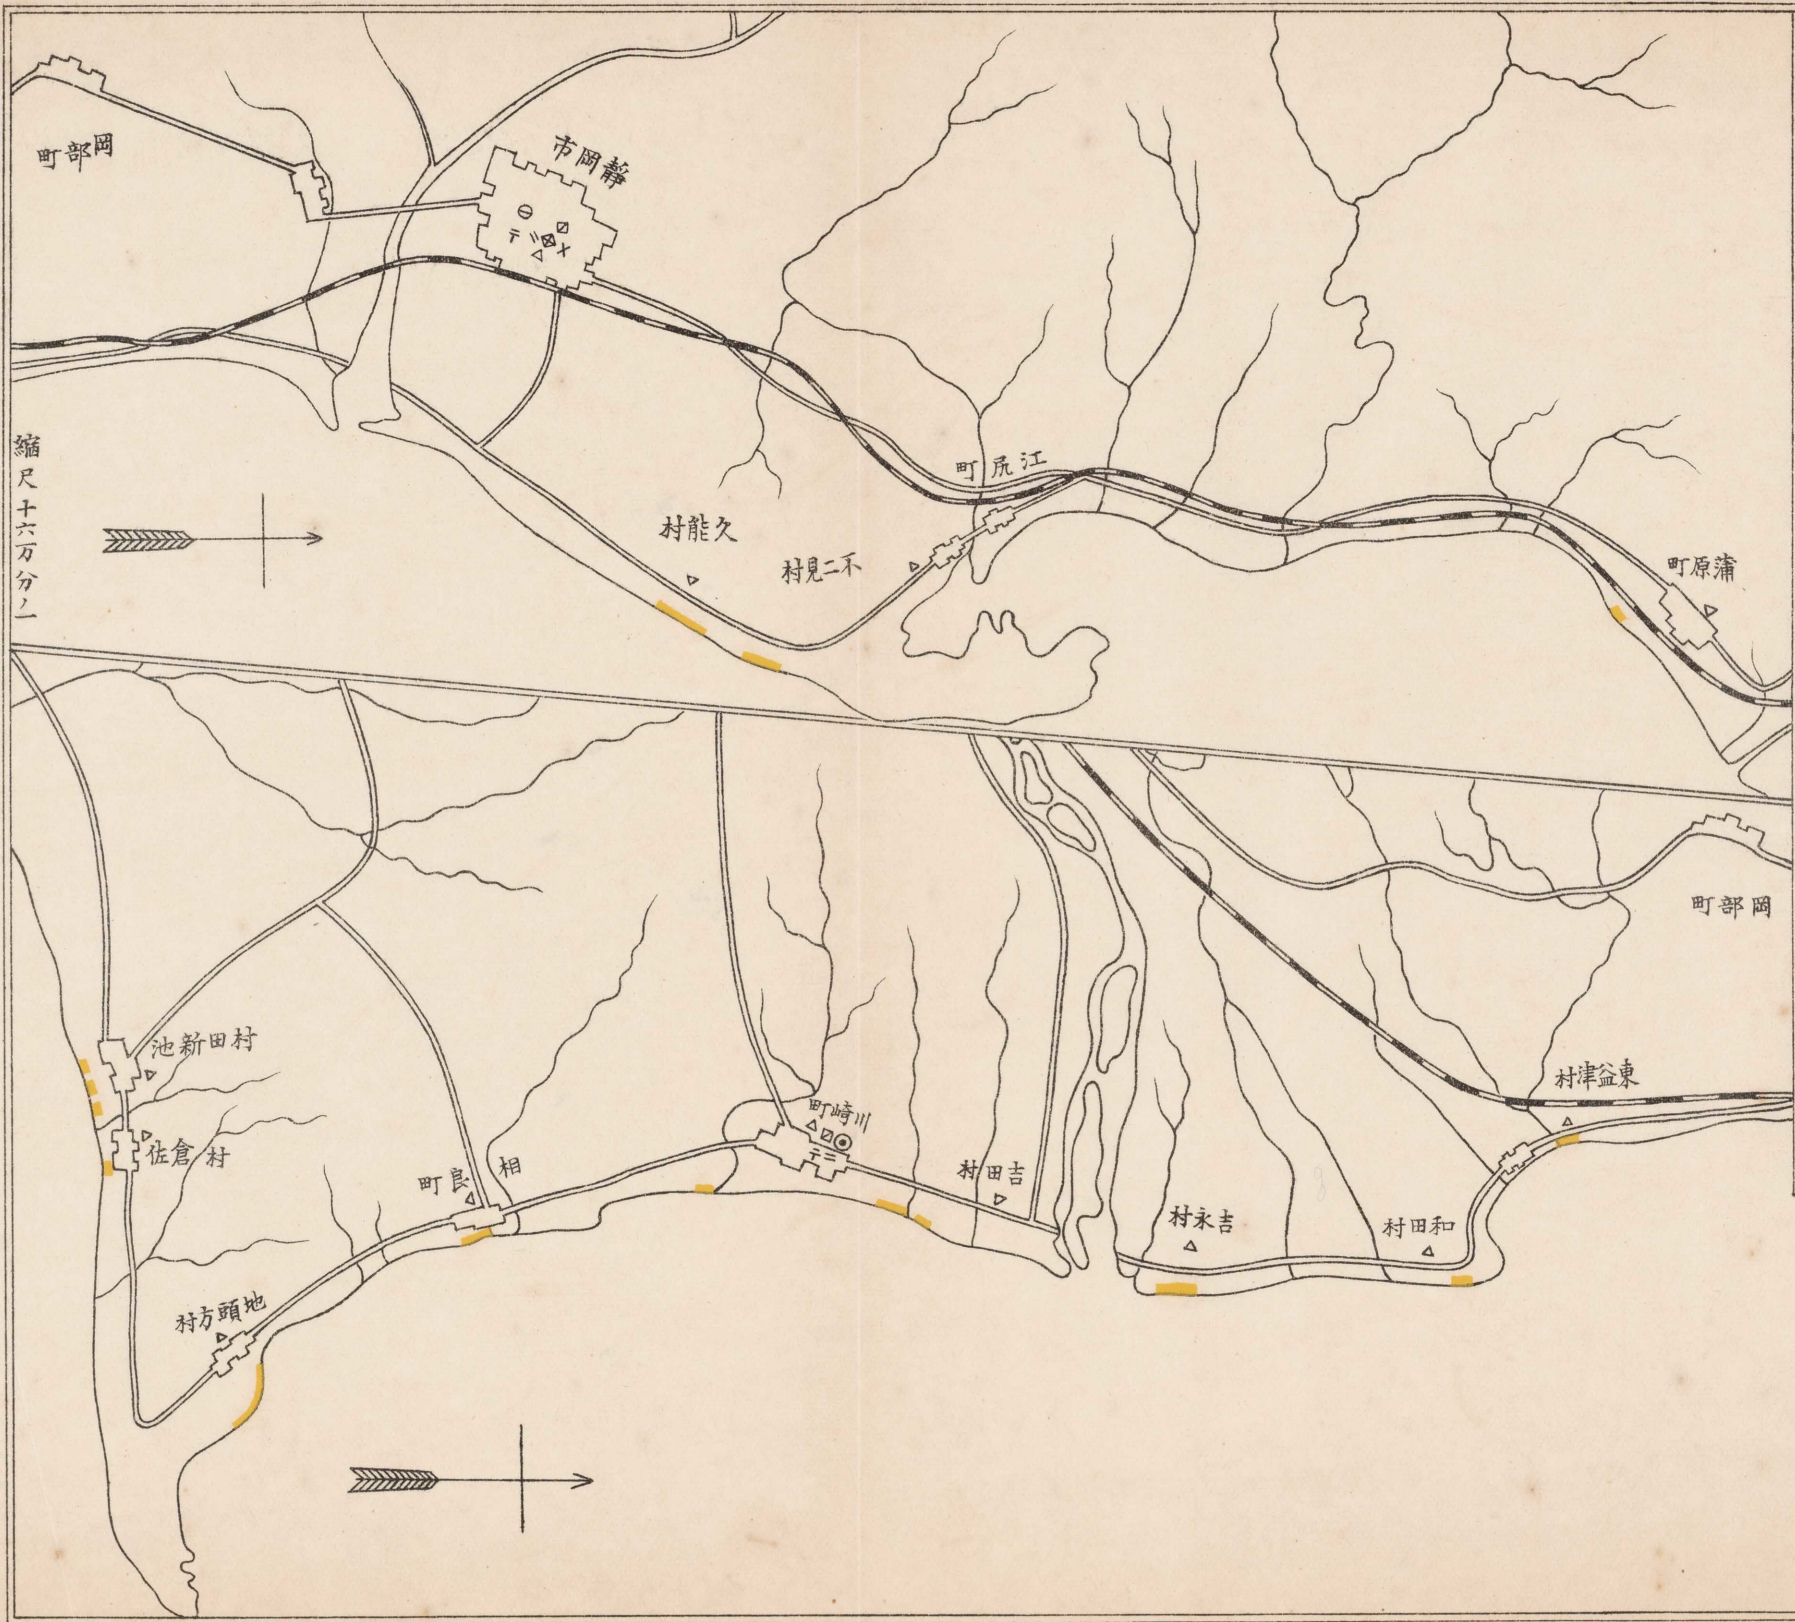 岡部町
靜岡市
縮尺十六万分ノ一
江尻町
久能村
不二見村
蒲原町
岡部町
池新田村
佐倉村
東益津村
川崎町
相良町
吉田村
吉永村
和田村
地頭方村